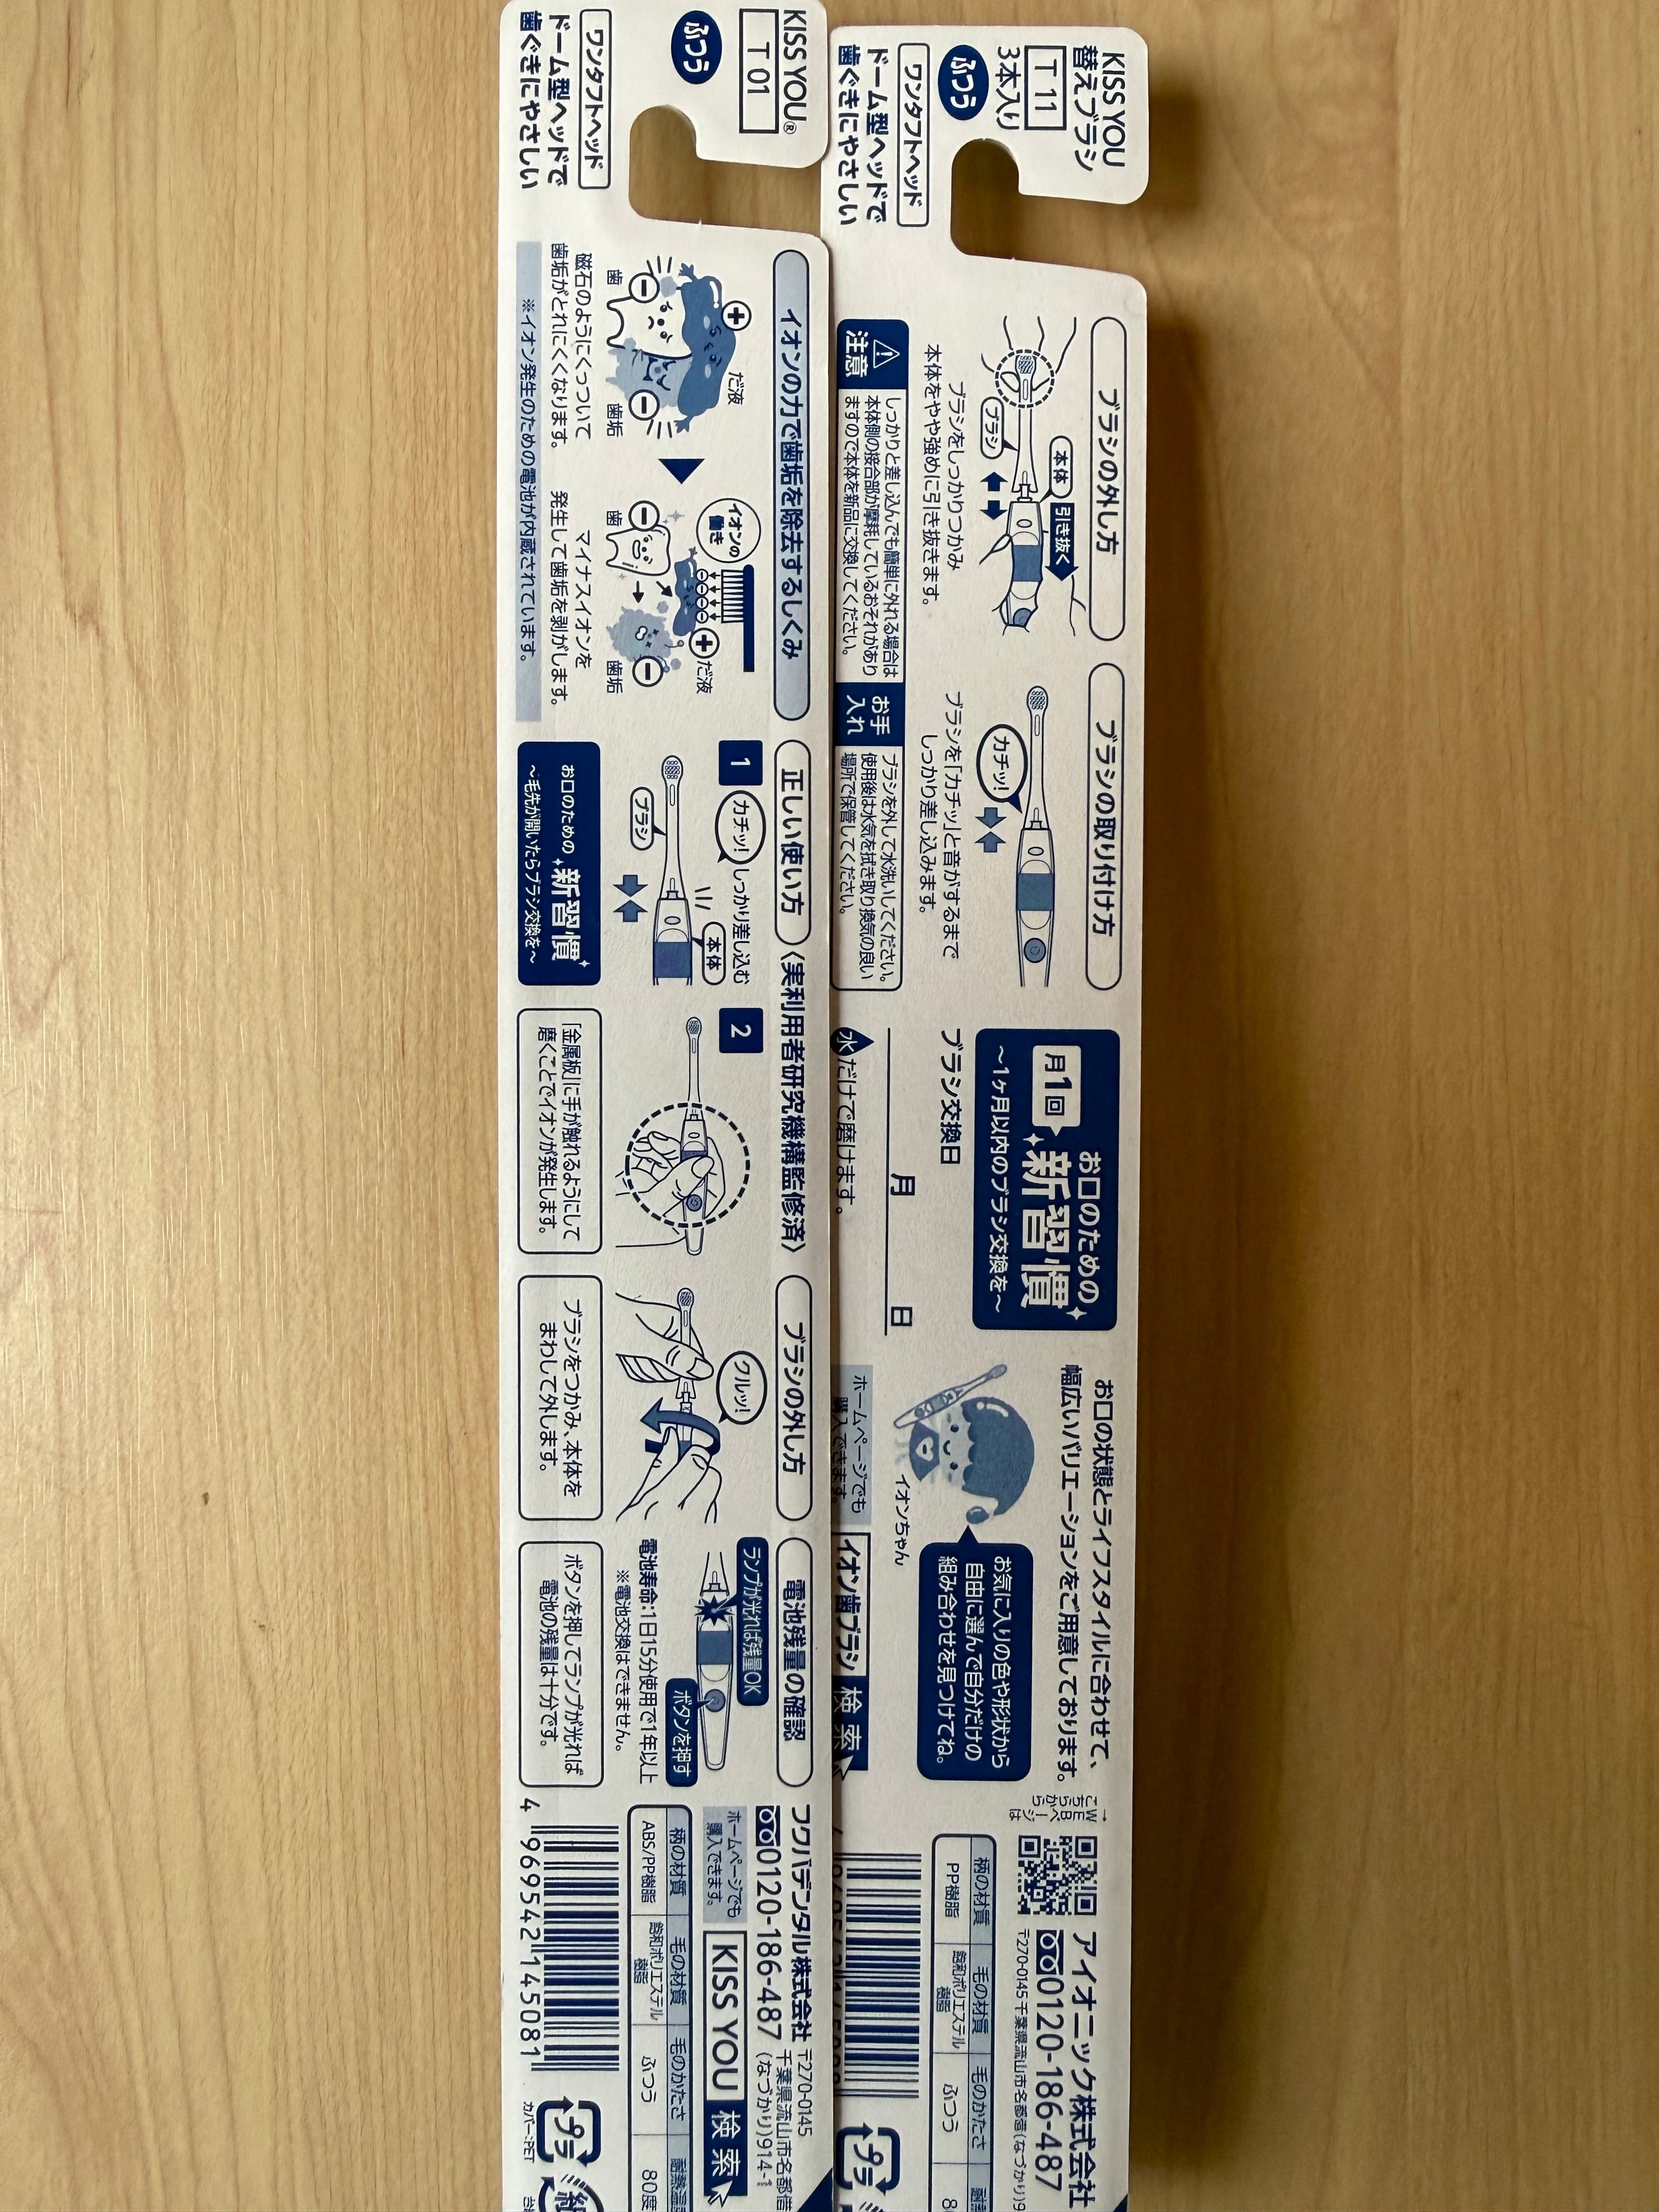 KISS YOU
替えブラシ
T 11
3本入り
ふつう
ワンタフトヘッド
ドーム型ヘッドで
歯ぐきにやさしい
ブラシの外し方
本体
引き抜く
ブラシ
ブラシをしっかりつかみ
本体をやや強めに引き抜きます。
注意
しっかりと差し込んでも簡単に外れる場合は
本体側の接合部が摩耗しているおそれがあり
ますので本体を新品に交換してください。
ブラシの取り付け方
カチッ!
ブラシを「カチッ」と音がするまで
しっかり差し込みます。
お手
入れ
ブラシを外して水洗いしてください。
使用後は水気を拭き取り換気の良い
場所で保管してください。
月1回
お口のための
新習慣
〜1ヶ月以内のブラシ交換を〜
ブラシ交換日
月 日
水だけで磨けます。
お口の状態とライフスタイルに合わせて、
幅広いバリエーションをご用意しております。
イオンちゃん
お気に入りの色や形状から
自由に選んで自分だけの
組み合わせを見つけてね。
ホームページでも
購入できます。
イオン歯ブラシ 検索
WEBページは
こちらから
アイオニック株式会社
0120-186-487
〒270-0145 千葉県流山市名都借(なづかり)9
柄の材質 毛の材質 毛のかたさ
PP樹脂 飽和ポリエステル樹脂 ふつう
プラ
KISS YOU®
T 01
ふつう
ワンタフトヘッド
ドーム型ヘッドで
歯ぐきにやさしい
イオンの力で歯垢を除去するしくみ
+
だ液
−
歯
−
歯垢
磁石のようにくっついて
歯垢がとれにくくなります。
イオンの
働き
+
だ液
−
歯
−
歯垢
マイナスイオンを
発生して歯垢を剥がします。
※イオン発生のための電池が内蔵されています。
正しい使い方 〈実利用者研究機構監修済〉
1
カチッ!
しっかり差し込む
本体
ブラシ
お口のための
新習慣
〜毛先が開いたらブラシ交換を〜
2
「金属板」に手が触れるようにして
磨くことでイオンが発生します。
ブラシの外し方
クルッ!
ブラシをつかみ、本体を
まわして外します。
電池残量の確認
ランプが光れば残量OK
ボタンを押す
電池寿命:1日15分使用で1年以上
※電池交換はできません。
ボタンを押してランプが光れば
電池の残量は十分です。
フクバデンタル株式会社 〒270-0145
千葉県流山市名都借
0120-186-487 (なづかり)914-1
ホームページでも
購入できます。
KISS YOU 検索
柄の材質 毛の材質 毛のかたさ
ABS/PP樹脂 飽和ポリエステル樹脂 ふつう 80度
4 969542 145081
プラ
カバー:PET